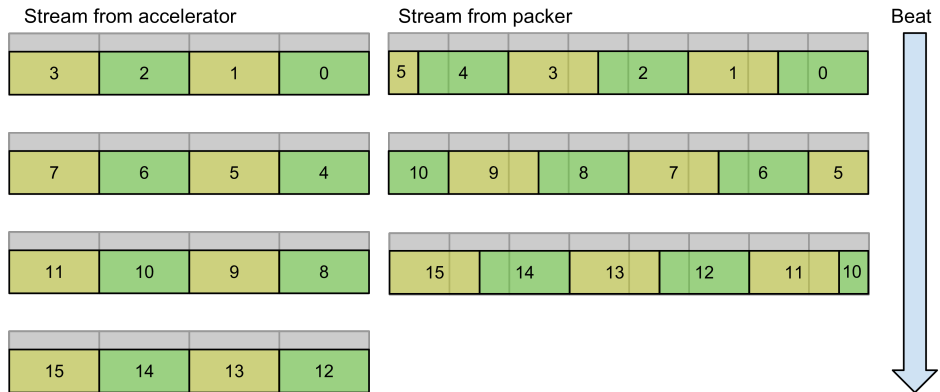 Stream from accelerator Stream from packer Beat
3 2 1 0 5 4 3 2 1 0
7 6 5 4 10 9 8 7 6 5
11 10 9 8 15 14 13 12 11 10
15 14 13 12